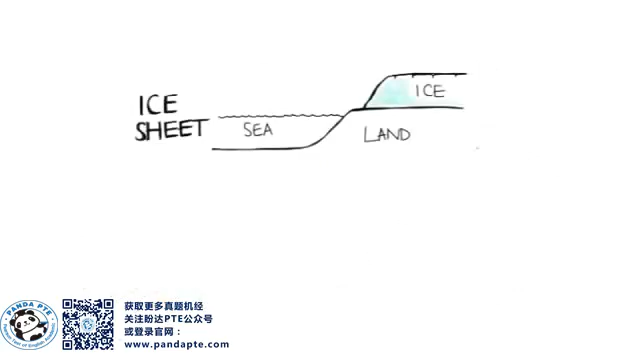 ICE
SHEET
SEA
ICE
LAND
PANDA PTE
获取更多真题机经
关注盼达PTE公众号
或登录官网：
www.pandapte.com